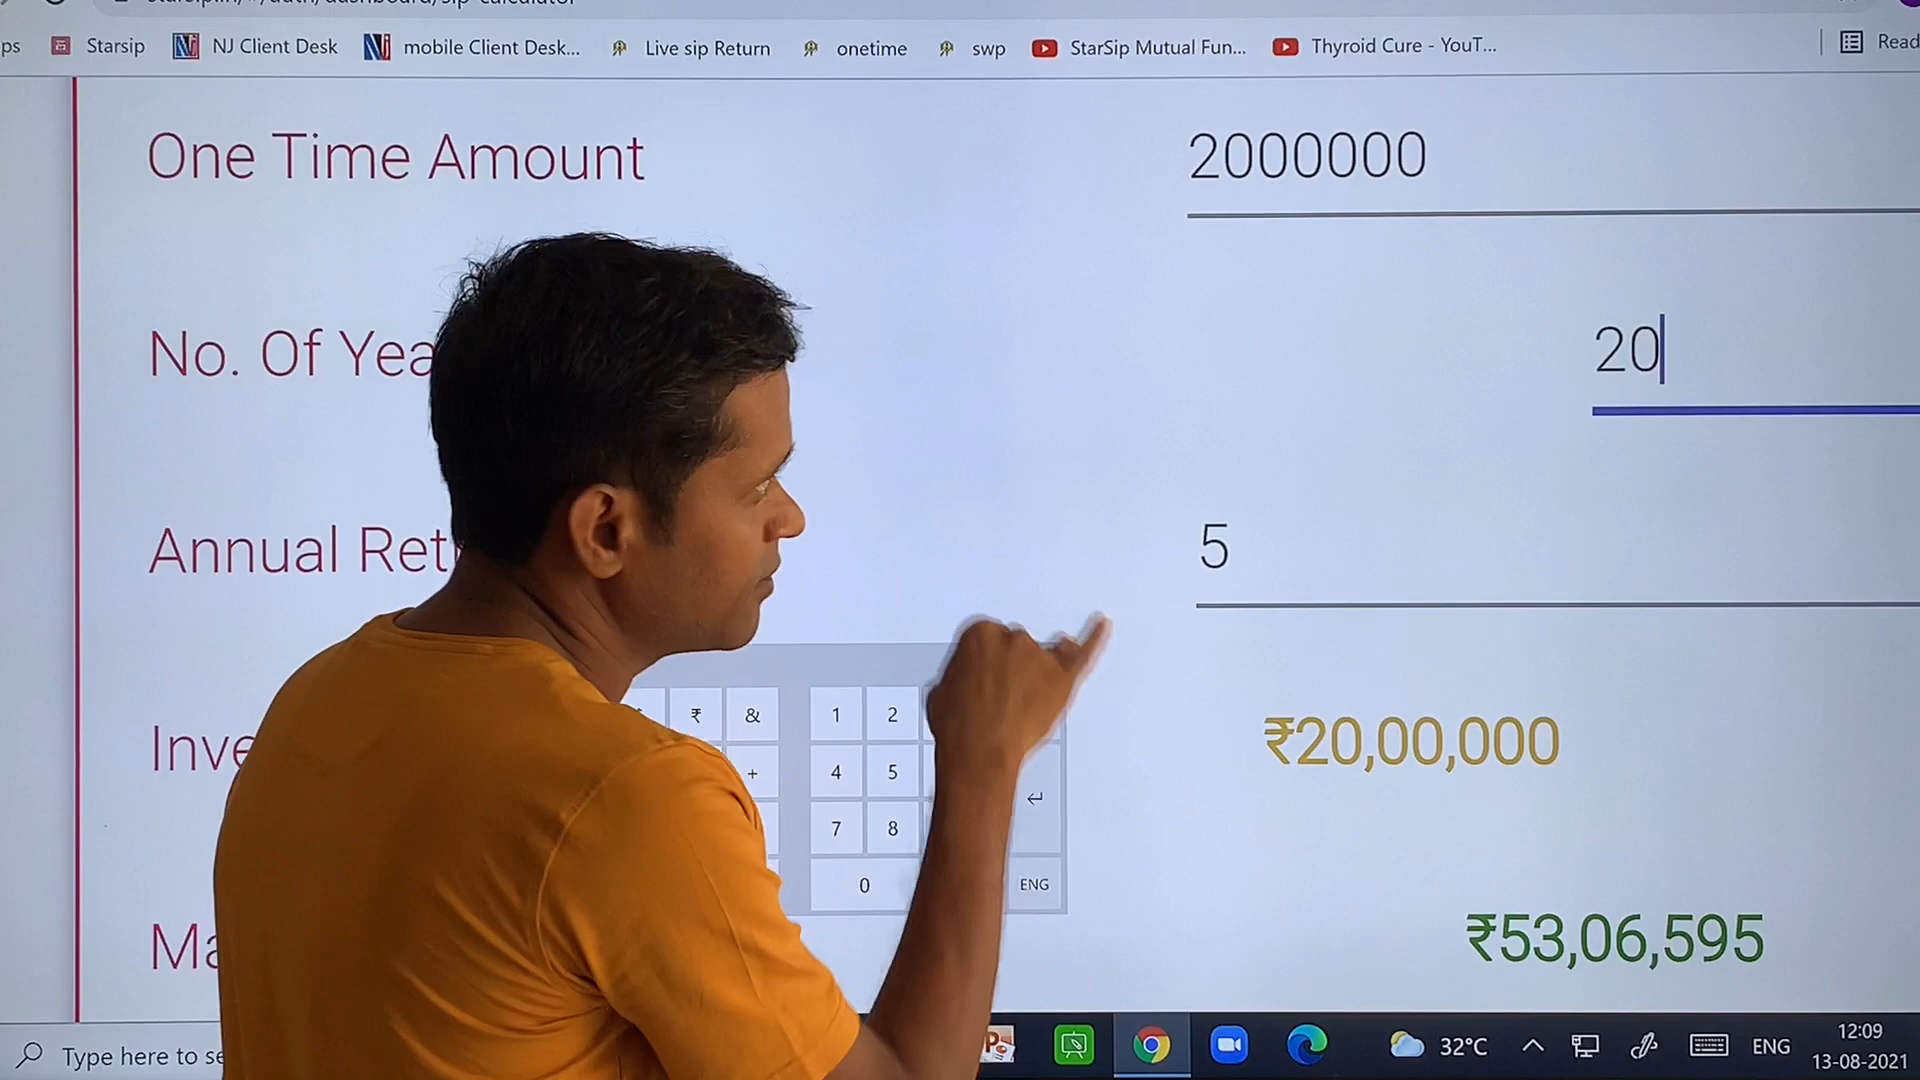 ps Starsip NJ Client Desk mobile Client Desk... Live sip Return onetime swp StarSip Mutual Fun... Thyroid Cure - YouT... Read
One Time Amount 2000000
No. Of Yea 20
Annual Ret 5
₹ & 1 2
+ 4 5
7 8
0 ENG
Inve ₹20,00,000
Ma ₹53,06,595
Type here to se 32°C ENG 12:09
13-08-2021